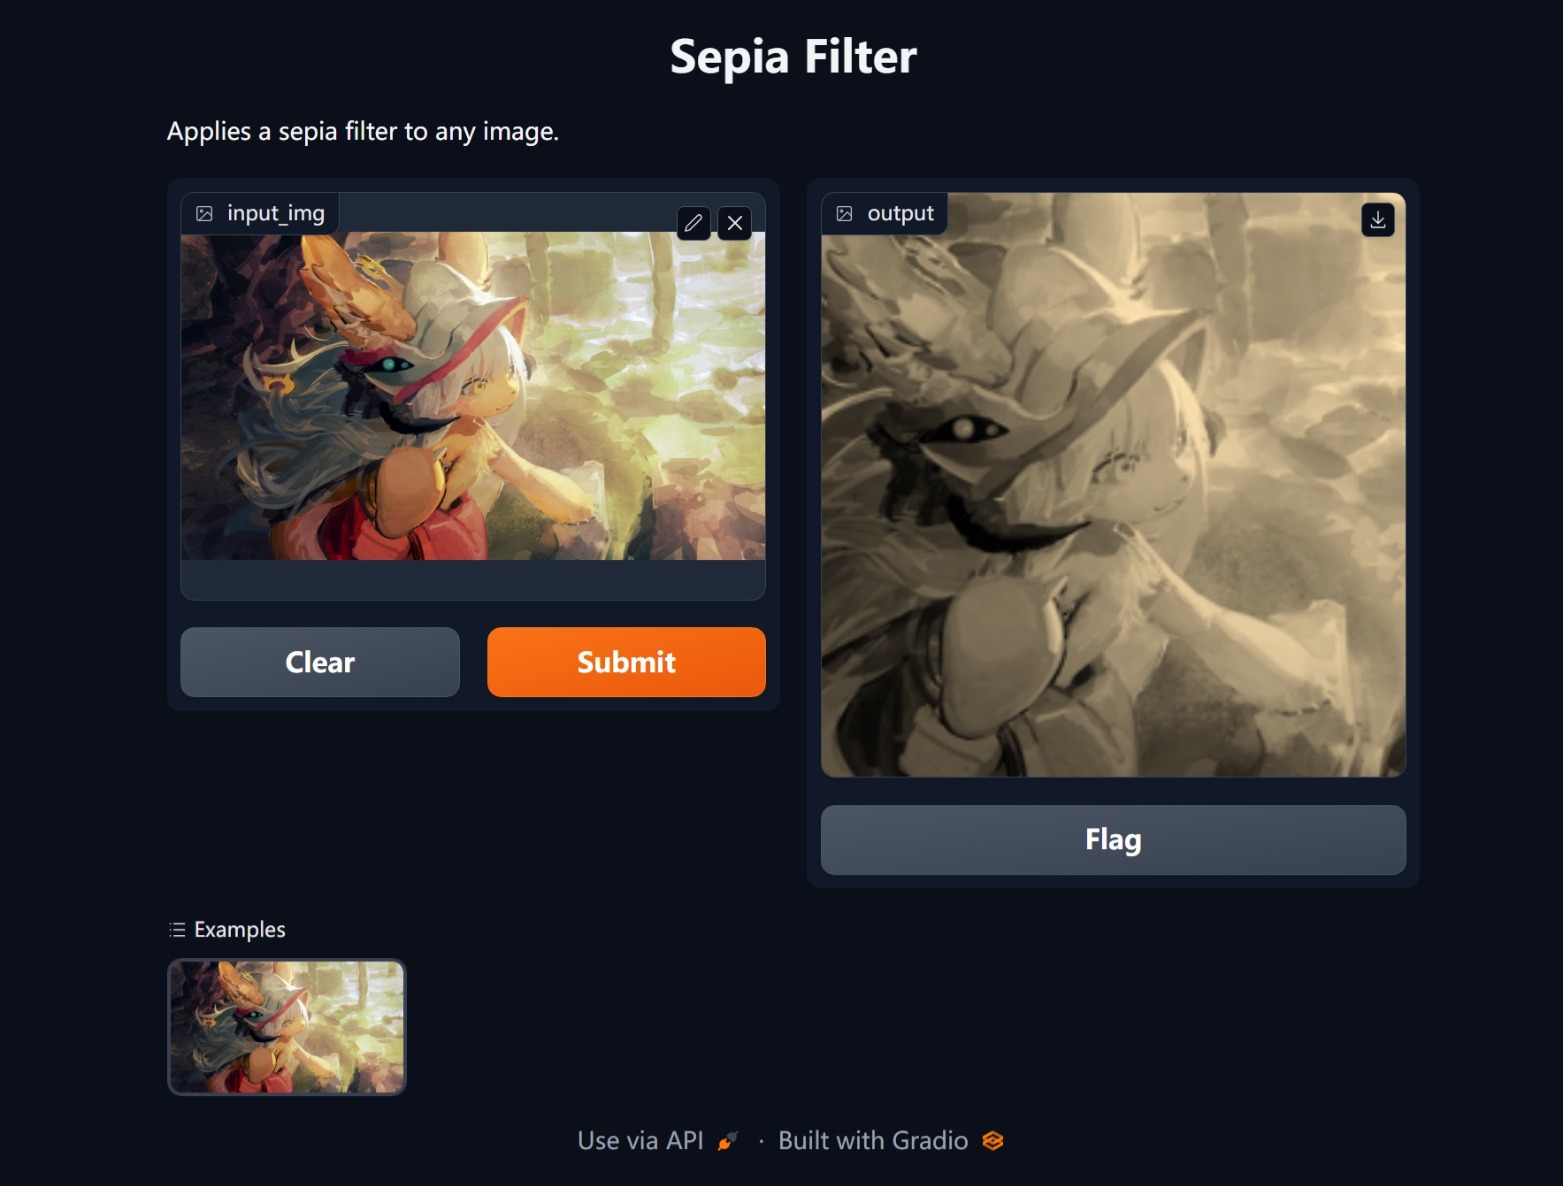 Sepia Filter
Applies a sepia filter to any image.
input_img
output
Clear
Submit
Flag
Examples
Use via API · Built with Gradio